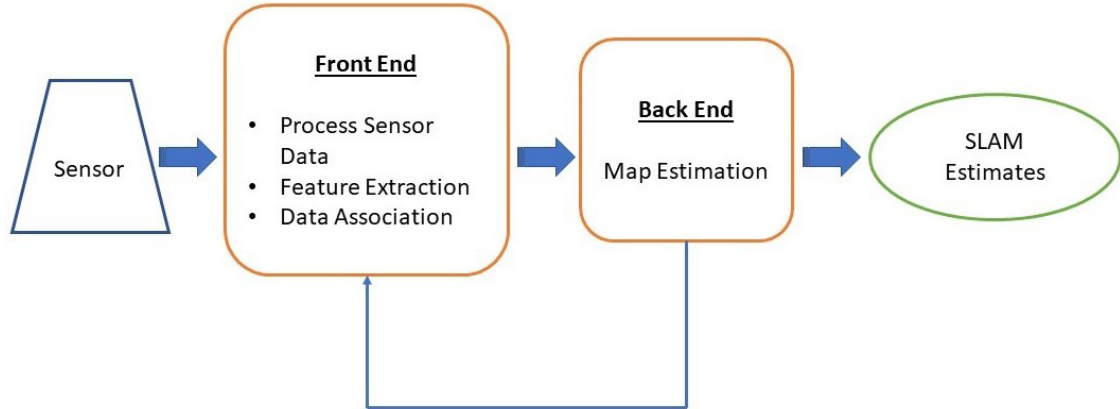 Sensor
Front End
• Process Sensor
Data
• Feature Extraction
• Data Association
Back End
Map Estimation
SLAM
Estimates